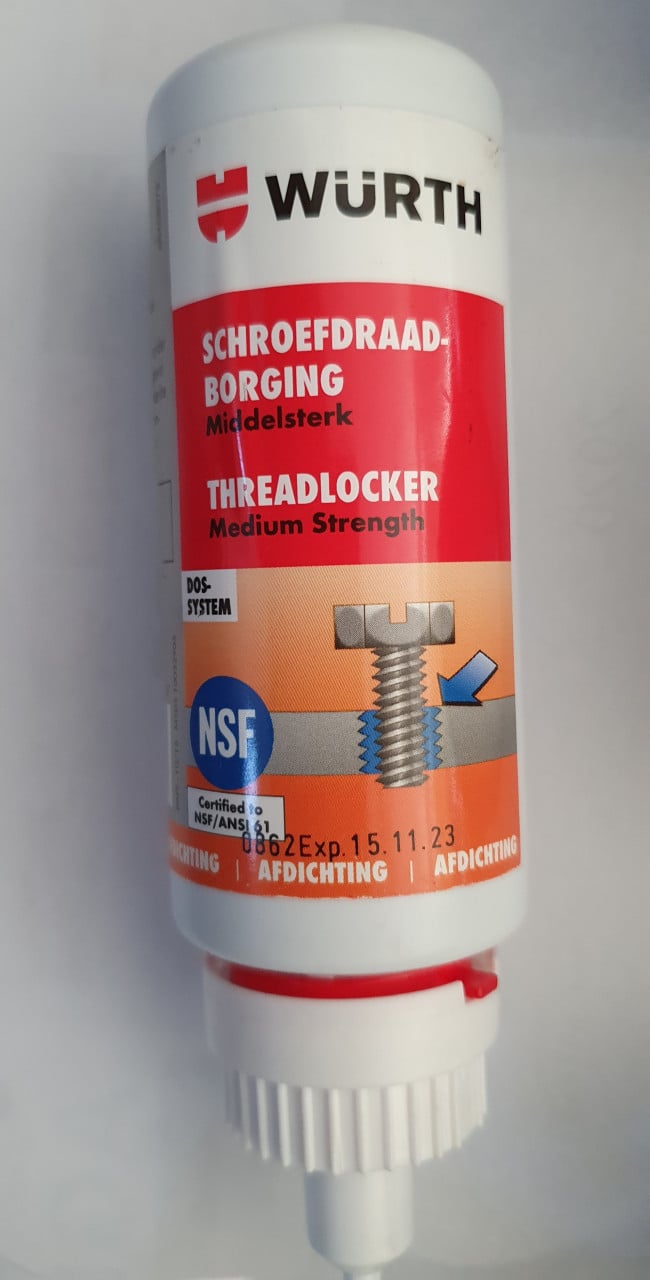 WÜRTH
SCHROEFDRAAD-
BORGING
Middelsterk
THREADLOCKER
Medium Strength
DOS-
SYSTEM
NSF
Certified to
NSF/ANSI 61
0862Exp.15.11.23
AFDICHTING | AFDICHTING | AFDICHTING